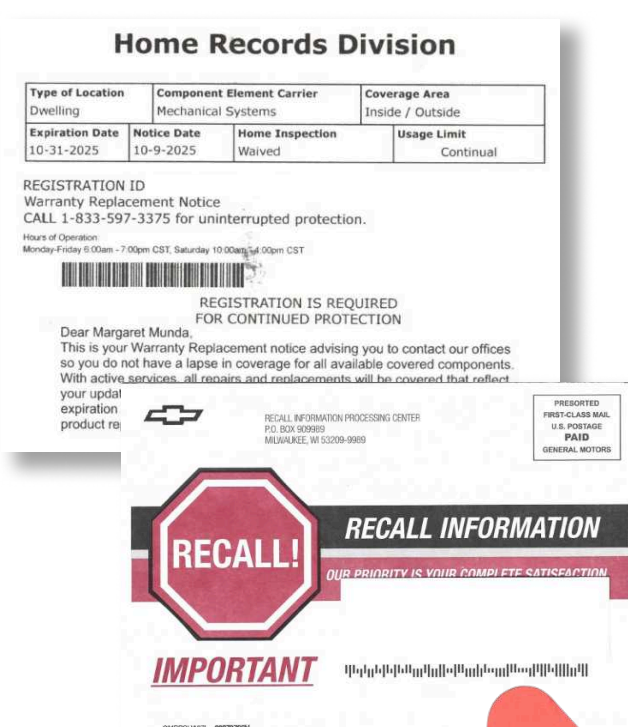 Home Records Division
Type of Location Component Element Carrier Coverage Area
Dwelling Mechanical Systems Inside / Outside
Expiration Date Notice Date Home Inspection Usage Limit
10-31-2025 10-9-2025 Waived Continual
REGISTRATION ID
Warranty Replacement Notice
CALL 1-833-597-3375 for uninterrupted protection.
Hours of Operation:
Monday-Friday 6:00am - 7:00pm CST, Saturday 10:00am - 4:00pm CST
REGISTRATION IS REQUIRED
FOR CONTINUED PROTECTION
Dear Margaret Munda,
This is your Warranty Replacement notice advising you to contact our offices
so you do not have a lapse in coverage for all available covered components.
With active services, all repairs and replacements will be covered that reflect
your updat
expiration
product re
RECALL INFORMATION PROCESSING CENTER
P.O. BOX 909989
MILWAUKEE, WI 53209-9989
PRESORTED
FIRST-CLASS MAIL
U.S. POSTAGE
PAID
GENERAL MOTORS
RECALL!
RECALL INFORMATION
OUR PRIORITY IS YOUR COMPLETE SATISFACTION
IMPORTANT